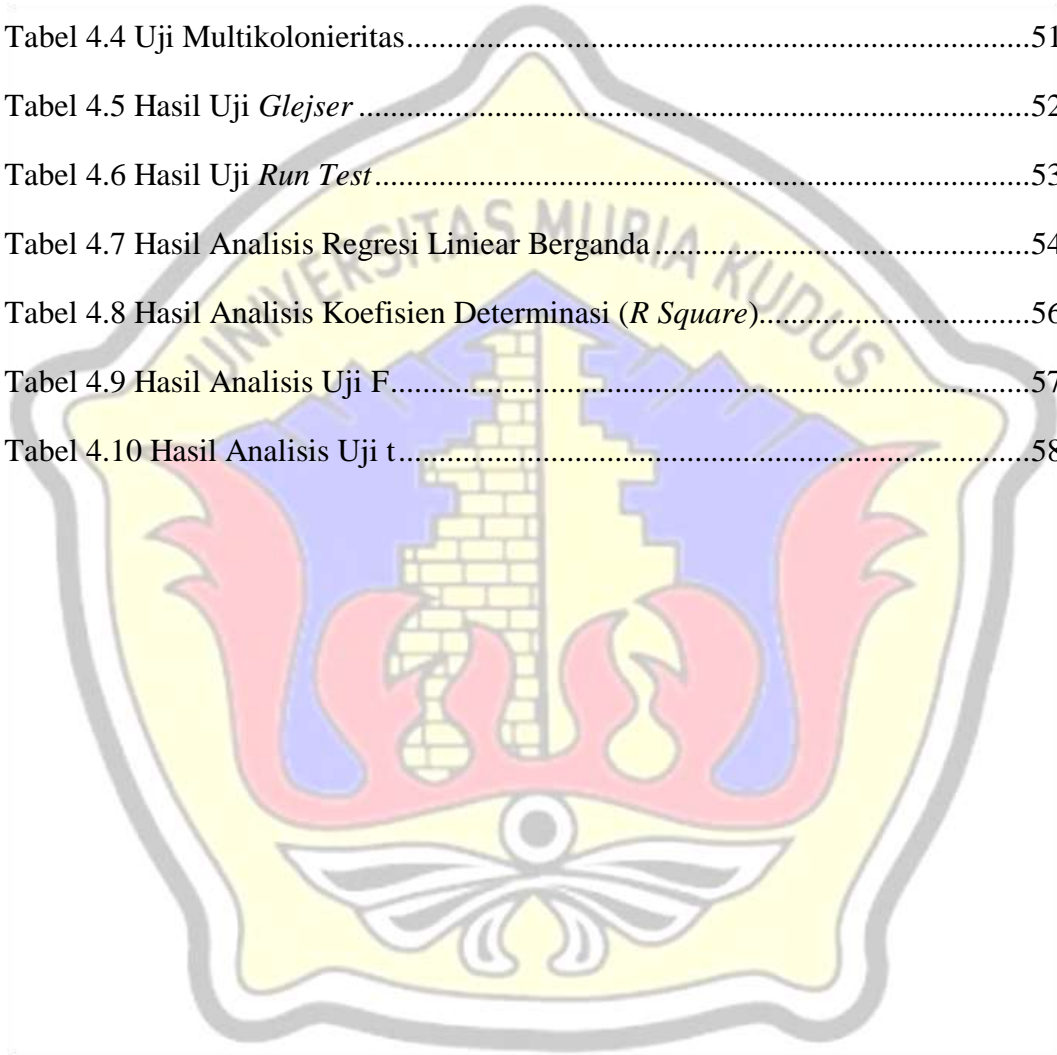 Tabel 4.4 Uji Multikolonieritas....................................................................................51
Tabel 4.5 Hasil Uji Glejser...........................................................................................52
Tabel 4.6 Hasil Uji Run Test........................................................................................53
Tabel 4.7 Hasil Analisis Regresi Liniear Berganda....................................................54
Tabel 4.8 Hasil Analisis Koefisien Determinasi (R Square).......................................56
Tabel 4.9 Hasil Analisis Uji F......................................................................................57
Tabel 4.10 Hasil Analisis Uji t.....................................................................................58
UNIVERSITAS MURIA KUDUS